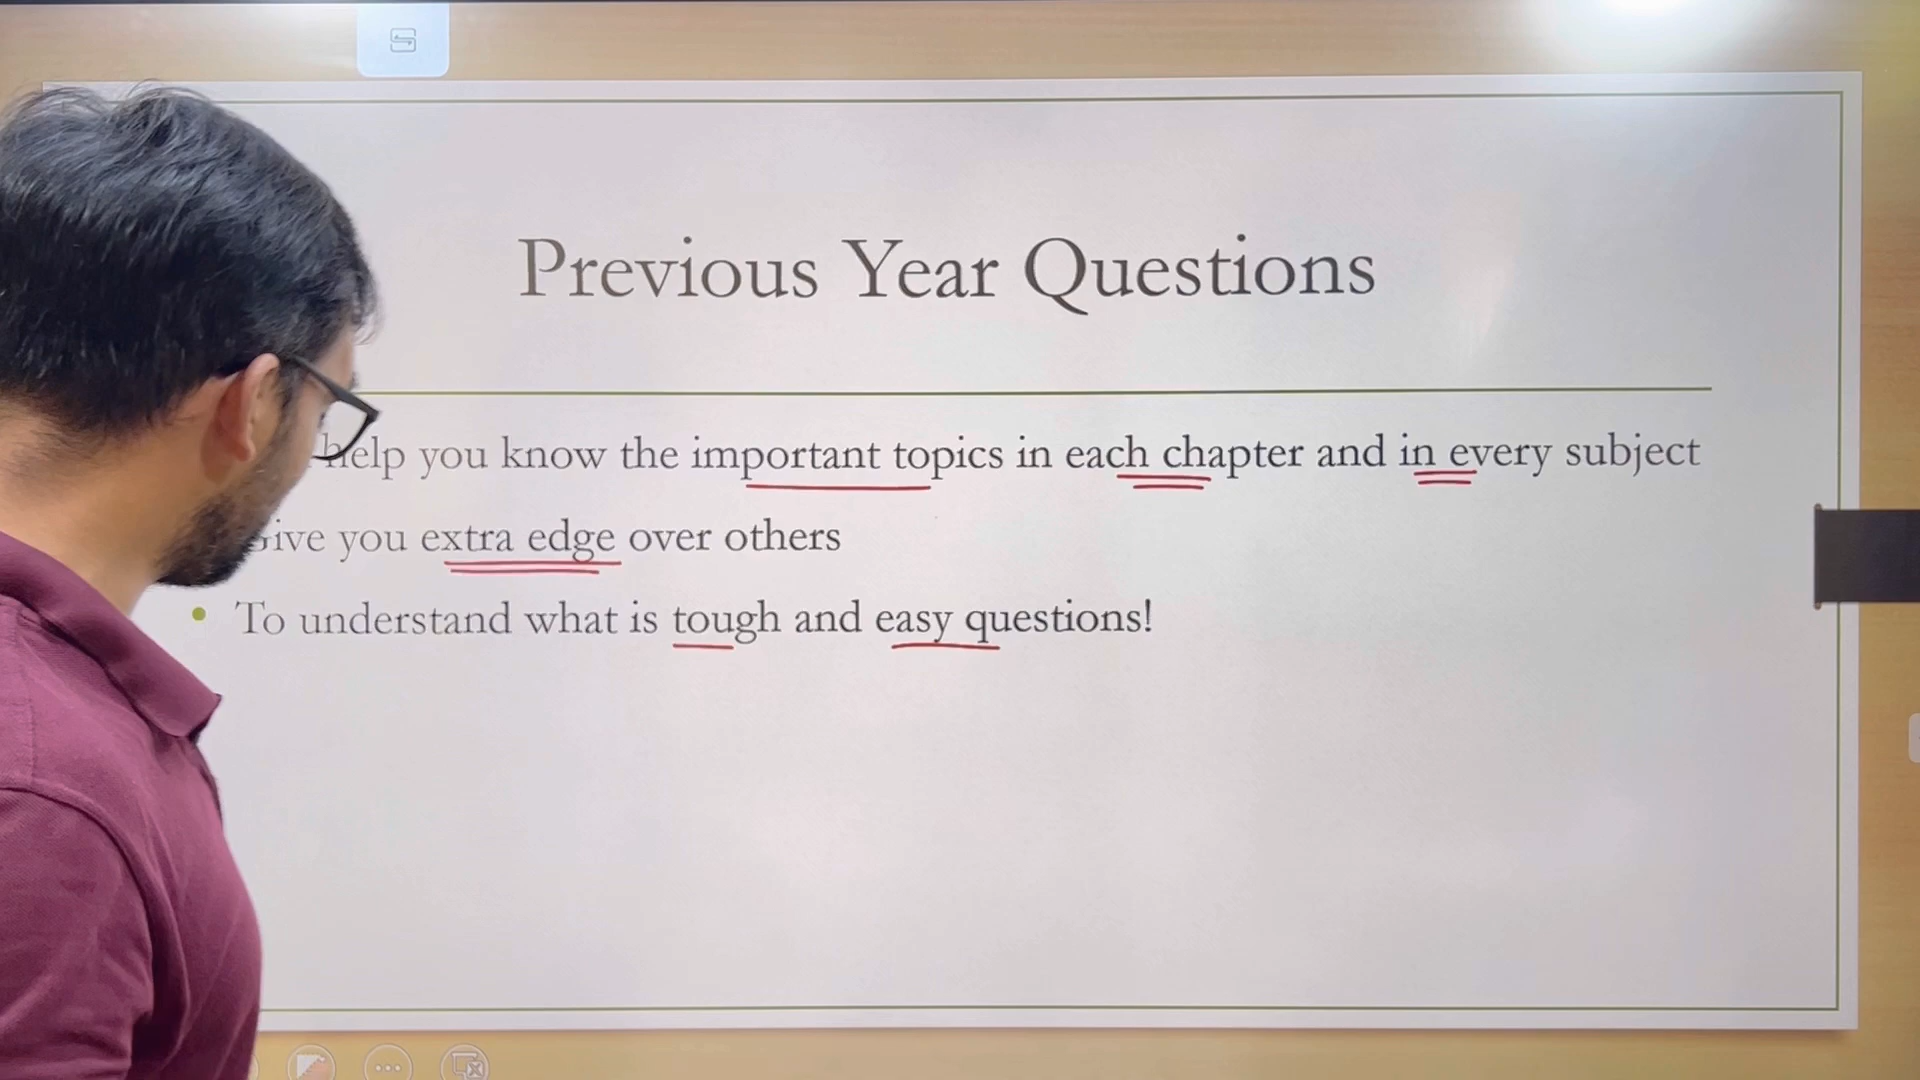 Previous Year Questions
help you know the important topics in each chapter and in every subject
Give you extra edge over others
• To understand what is tough and easy questions!